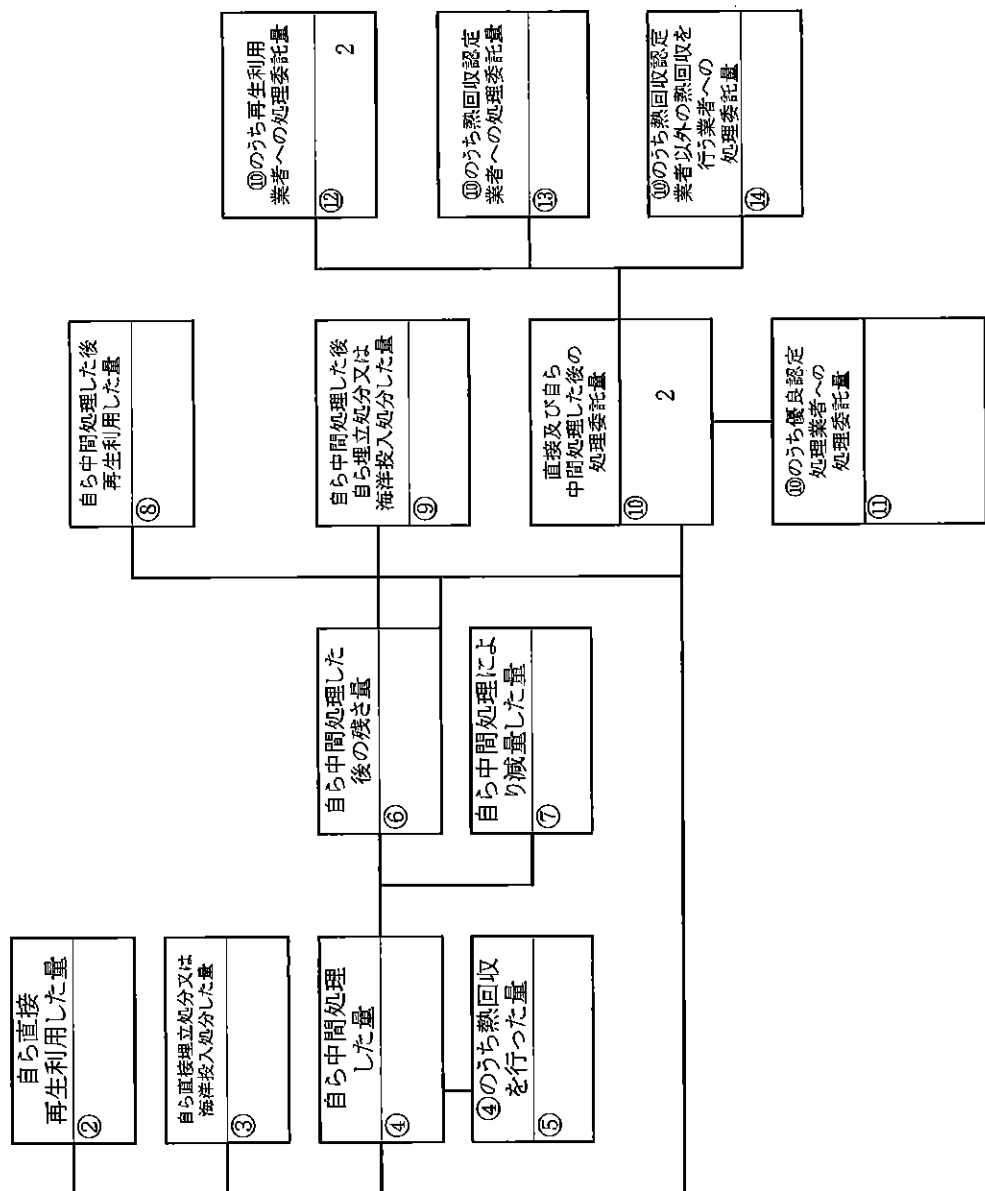 自ら直接
再生利用した量
②
自ら直接埋立処分又は
海洋投入処分した量
③
自ら中間処理
した量
④
④のうち熱回収
を行った量
⑤
自ら中間処理した
後の残さ量
⑥
自ら中間処理によ
り減量した量
⑦
自ら中間処理した後
再生利用した量
⑧
自ら中間処理した後
自ら埋立処分又は
海洋投入処分した量
⑨
直接及び自ら
中間処理した後の
処理委託量
⑩
2
⑩のうち優良認定
処理業者への
処理委託量
⑪
⑩のうち再生利用
業者への処理委託量
⑫
2
⑩のうち熱回収認定
業者への処理委託量
⑬
⑩のうち熱回収認定
業者以外の熱回収を
行う業者への
処理委託量
⑭